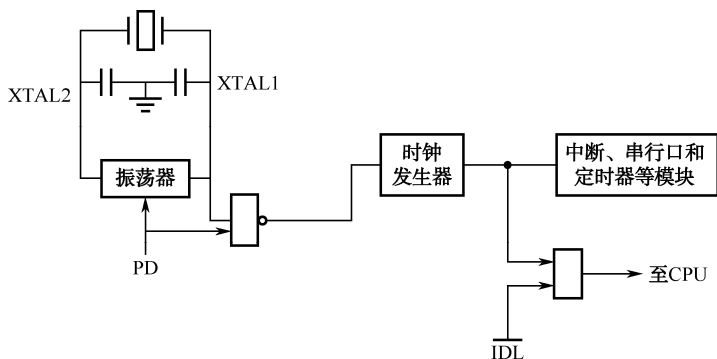 XTAL2
XTAL1
振荡器
PD
时钟
发生器
中断、串行口和
定时器等模块
至CPU
IDL